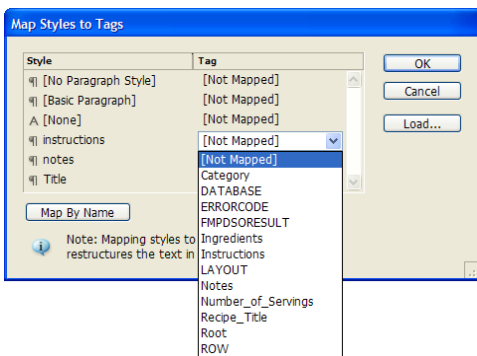 Map Styles to Tags
Style Tag
¶ [No Paragraph Style] [Not Mapped]
¶ [Basic Paragraph] [Not Mapped]
A [None] [Not Mapped]
¶ instructions [Not Mapped]
¶ notes
¶ Title
OK
Cancel
Load...
[Not Mapped]
Category
DATABASE
ERRORCODE
FMPDSORESULT
Ingredients
Instructions
LAYOUT
Notes
Number_of_Servings
Recipe_Title
Root
ROW
Map By Name
Note: Mapping styles to
restructures the text in